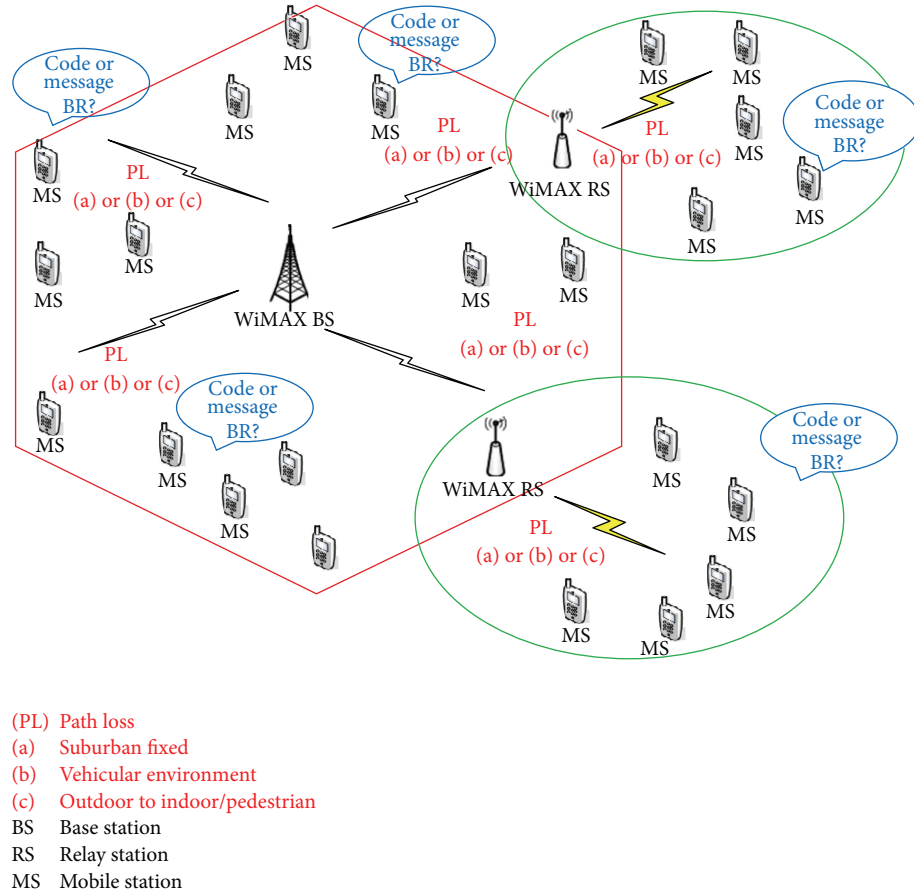 MS
Code or
message
BR?
MS
Code or
message
BR?
MS
MS
PL
(a) or (b) or (c)
PL
(a) or (b) or (c)
WiMAX RS
MS
MS
PL
(a) or (b) or (c)
MS
Code or
message
BR?
MS
MS
MS
PL
(a) or (b) or (c)
MS
MS
WiMAX BS
MS
MS
PL
(a) or (b) or (c)
PL
(a) or (b) or (c)
MS
Code or
message
BR?
MS
MS
WiMAX RS
PL
(a) or (b) or (c)
MS
Code or
message
BR?
MS
MS
MS
MS
(PL) Path loss
(a) Suburban fixed
(b) Vehicular environment
(c) Outdoor to indoor/pedestrian
BS Base station
RS Relay station
MS Mobile station